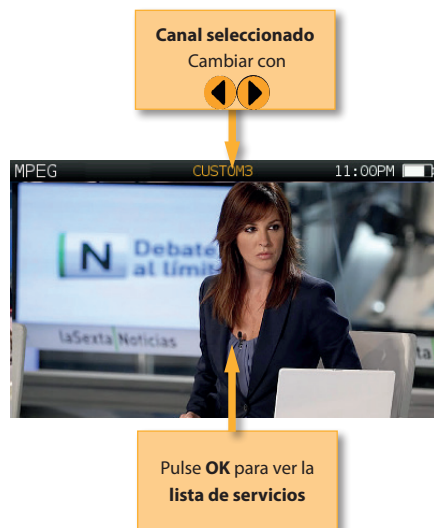 Canal seleccionado
Cambiar con
MPEG CUSTOM3 11:00PM
N Debate
al límite
laSexta Noticias
ta
Pulse OK para ver la
lista de servicios